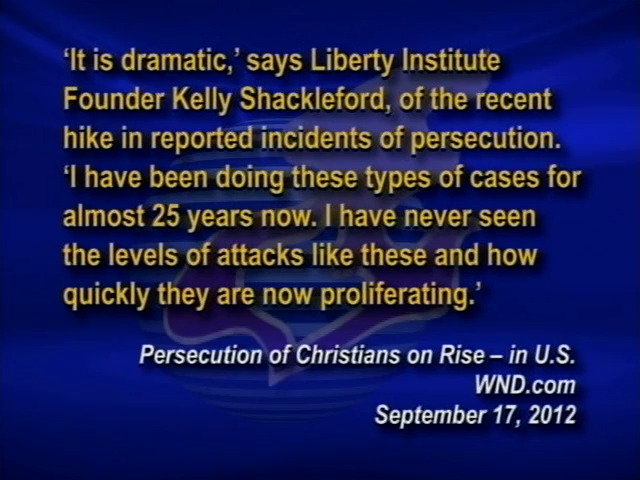 ‘It is dramatic,’ says Liberty Institute
Founder Kelly Shackleford, of the recent
hike in reported incidents of persecution.
‘I have been doing these types of cases for
almost 25 years now. I have never seen
the levels of attacks like these and how
quickly they are now proliferating.’
Persecution of Christians on Rise – in U.S.
WND.com
September 17, 2012